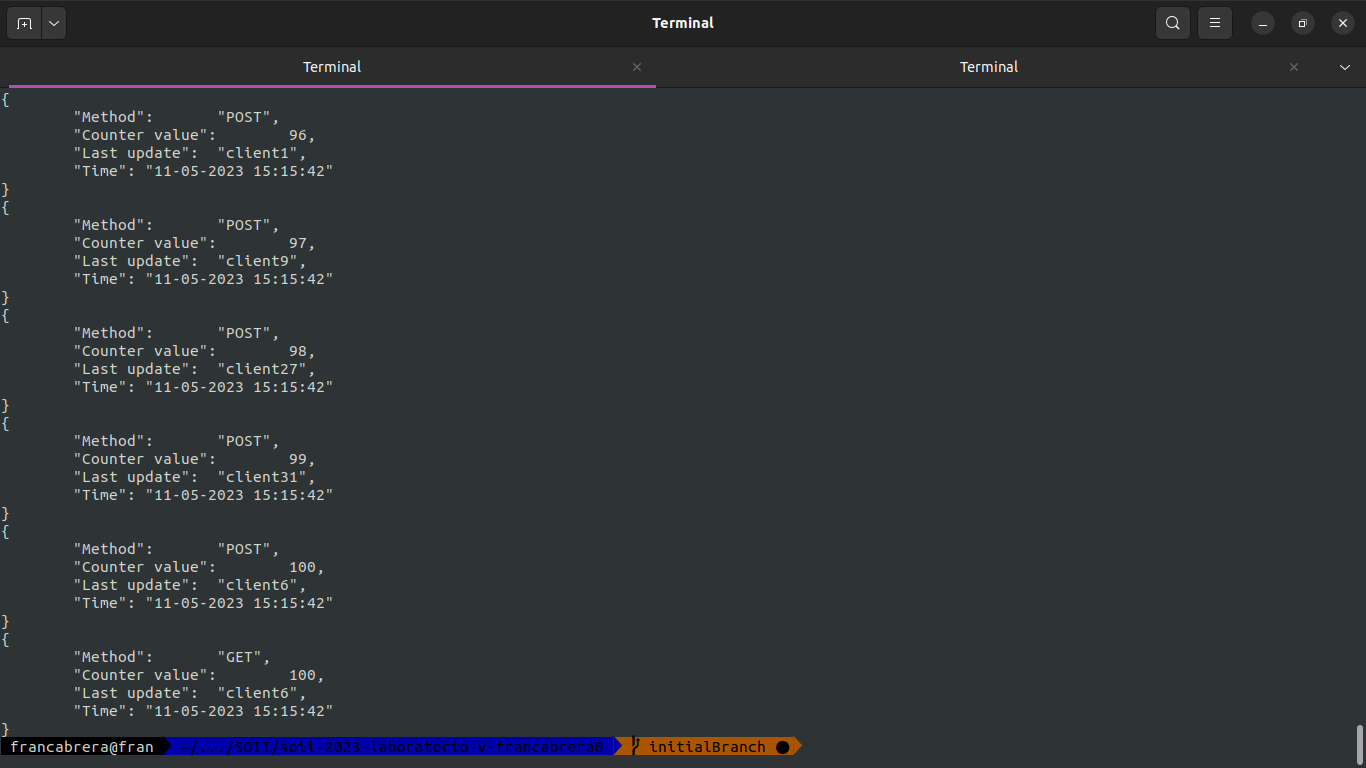 Terminal
Terminal Terminal
{
"Method": "POST",
"Counter value": 96,
"Last update": "client1",
"Time": "11-05-2023 15:15:42"
}
{
"Method": "POST",
"Counter value": 97,
"Last update": "client9",
"Time": "11-05-2023 15:15:42"
}
{
"Method": "POST",
"Counter value": 98,
"Last update": "client27",
"Time": "11-05-2023 15:15:42"
}
{
"Method": "POST",
"Counter value": 99,
"Last update": "client31",
"Time": "11-05-2023 15:15:42"
}
{
"Method": "POST",
"Counter value": 100,
"Last update": "client6",
"Time": "11-05-2023 15:15:42"
}
{
"Method": "GET",
"Counter value": 100,
"Last update": "client6",
"Time": "11-05-2023 15:15:42"
}
francabrera@fran ~/.../SOII/soii-2023-laboratorio-v-francabrera0 initialBranch ●